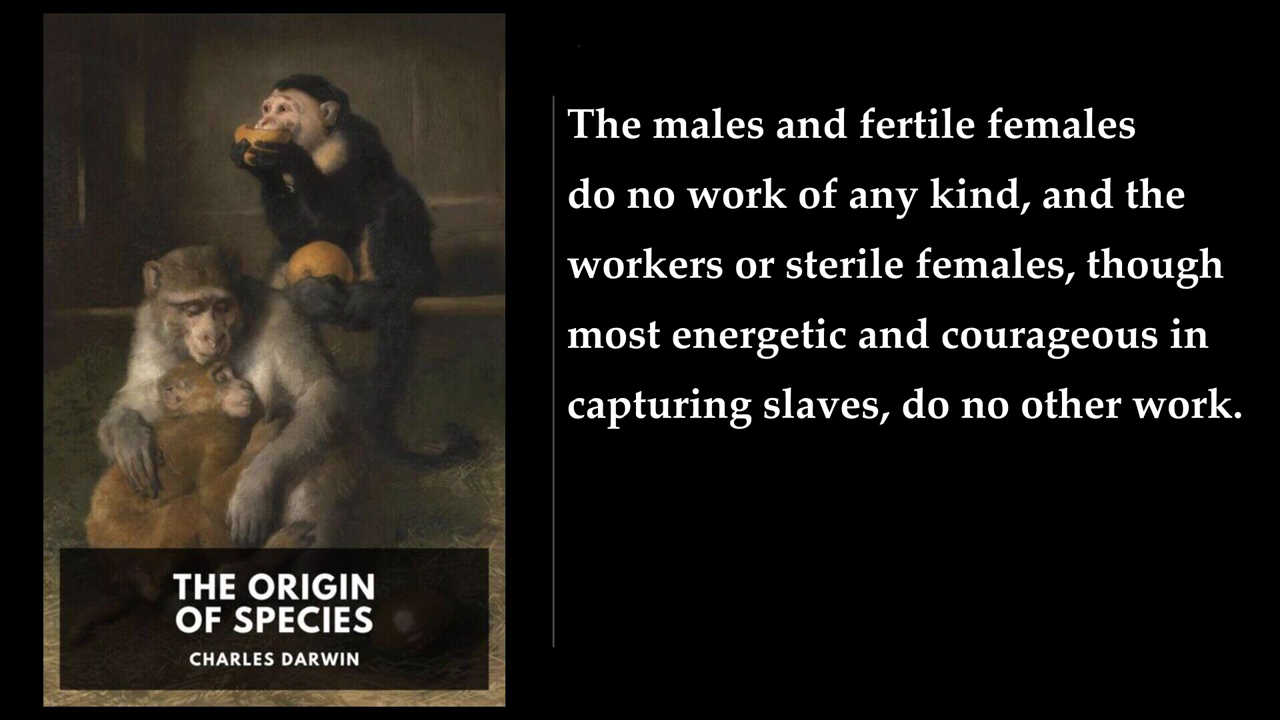 The males and fertile females
do no work of any kind, and the
workers or sterile females, though
most energetic and courageous in
capturing slaves, do no other work.
THE ORIGIN
OF SPECIES
CHARLES DARWIN